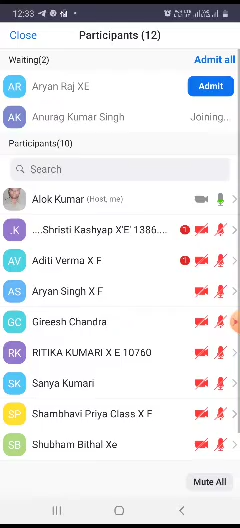 12:33
Close Participants (12)
Waiting(2) Admit all
AR Aryan Raj XE Admit
AK Anurag Kumar Singh Joining..
Participants(10)
Search
Alok Kumar (Host, me)
.K ....Shristi Kashyap X'E' 1386....
AV Aditi Verma X F
AS Aryan Singh X F
GC Gireesh Chandra
RK RITIKA KUMARI X E 10760
SK Sanya Kumari
SP Shambhavi Priya Class X F
SB Shubham Bithal Xe
Mute All